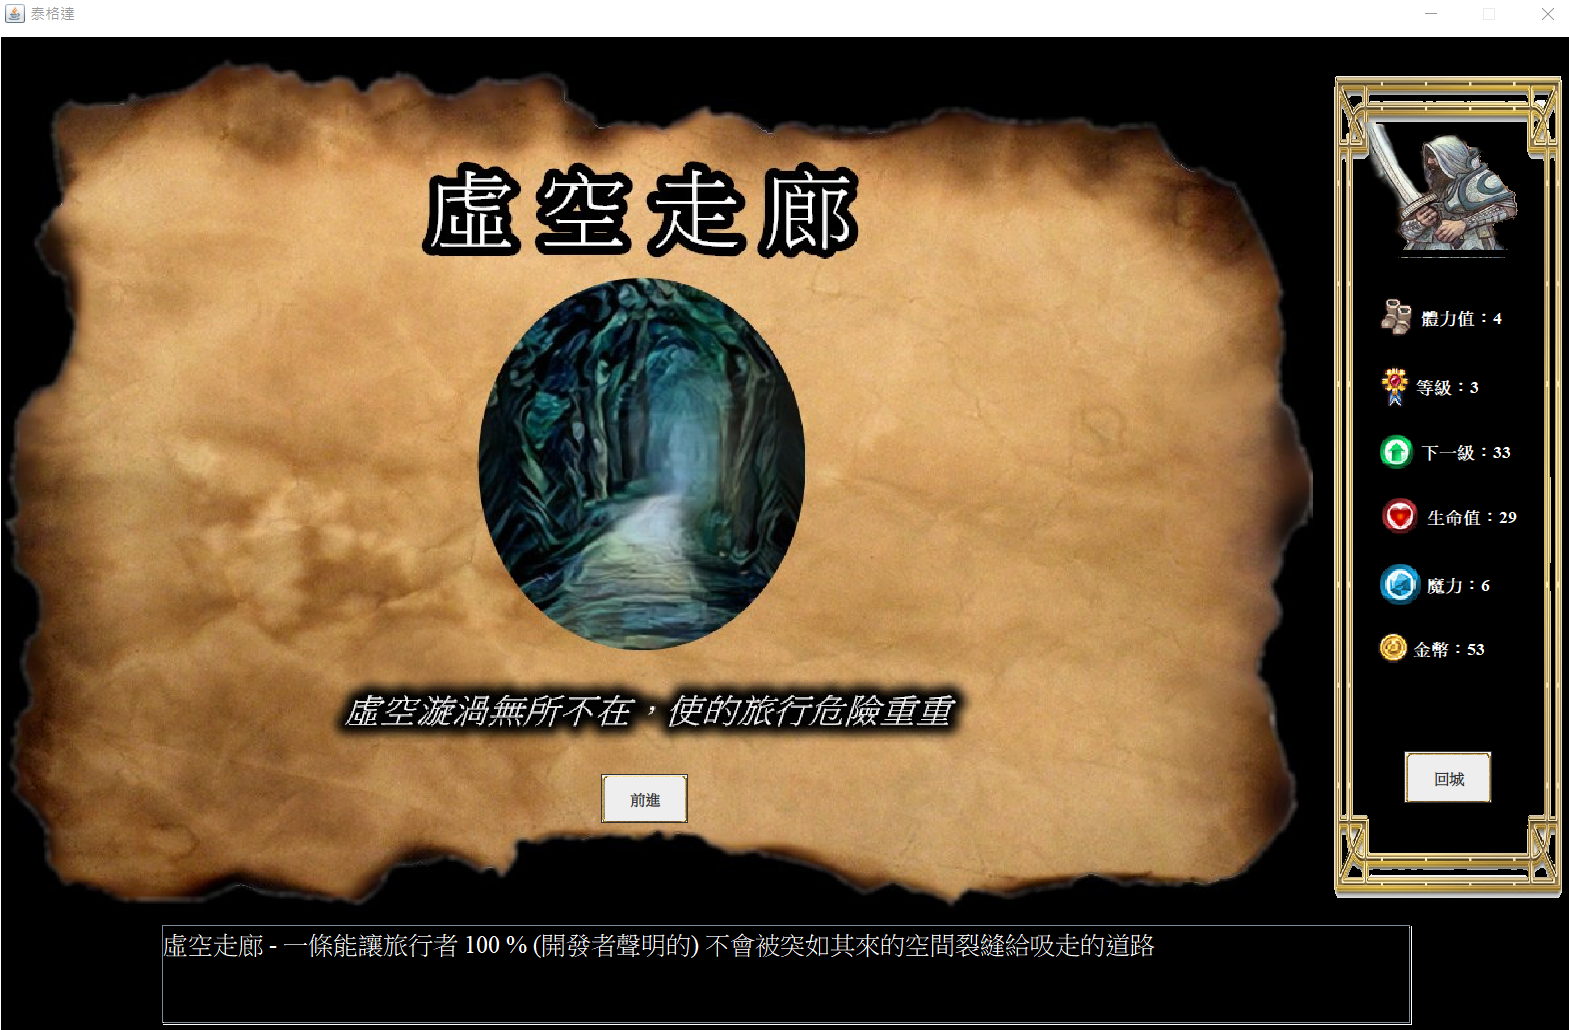 泰格達
虛空走廊
虛空漩渦無所不在，使的旅行危險重重
前進
體力值：4
等級：3
下一級：33
生命值：29
魔力：6
金幣：53
回城
虛空走廊 - 一條能讓旅行者 100 % (開發者聲明的) 不會被突如其來的空間裂縫給吸走的道路